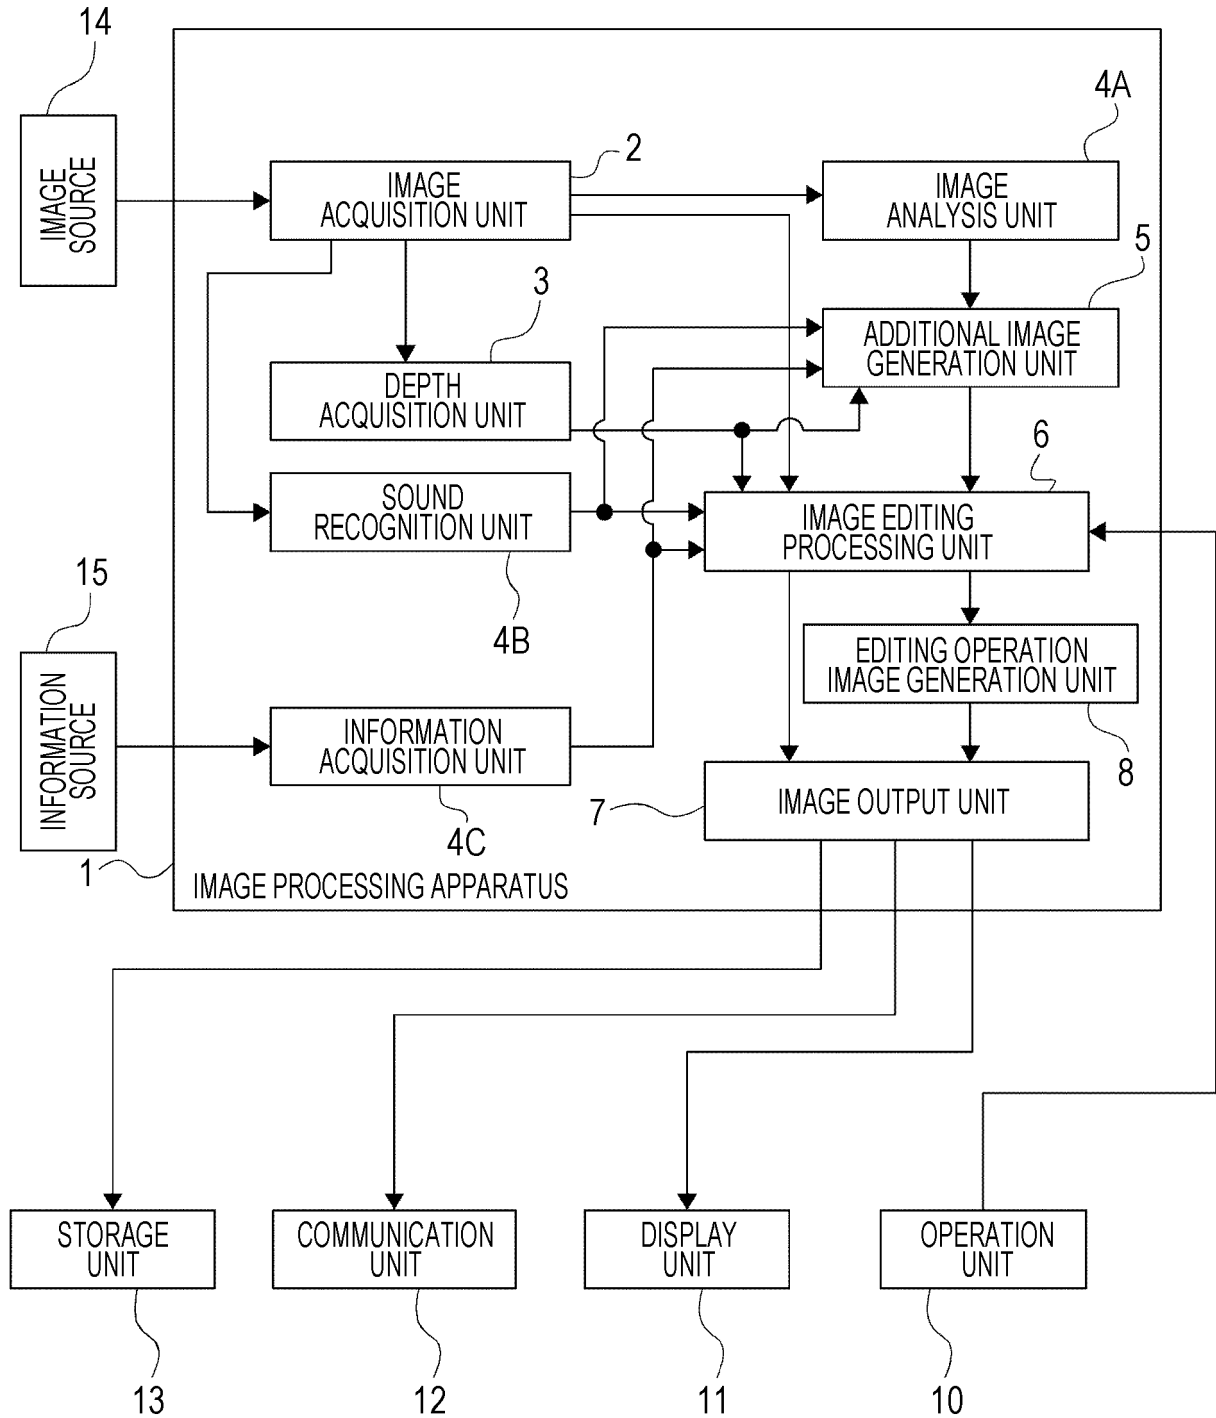 14
4A
IMAGE
SOURCE
2
IMAGE
ACQUISITION UNIT
IMAGE
ANALYSIS UNIT
5
3
ADDITIONAL IMAGE
GENERATION UNIT
DEPTH
ACQUISITION UNIT
6
SOUND
RECOGNITION UNIT
IMAGE EDITING
PROCESSING UNIT
15
4B
INFORMATION
SOURCE
EDITING OPERATION
IMAGE GENERATION UNIT
INFORMATION
ACQUISITION UNIT
8
7
IMAGE OUTPUT UNIT
4C
1
IMAGE PROCESSING APPARATUS
STORAGE
UNIT
COMMUNICATION
UNIT
DISPLAY
UNIT
OPERATION
UNIT
13
12
11
10